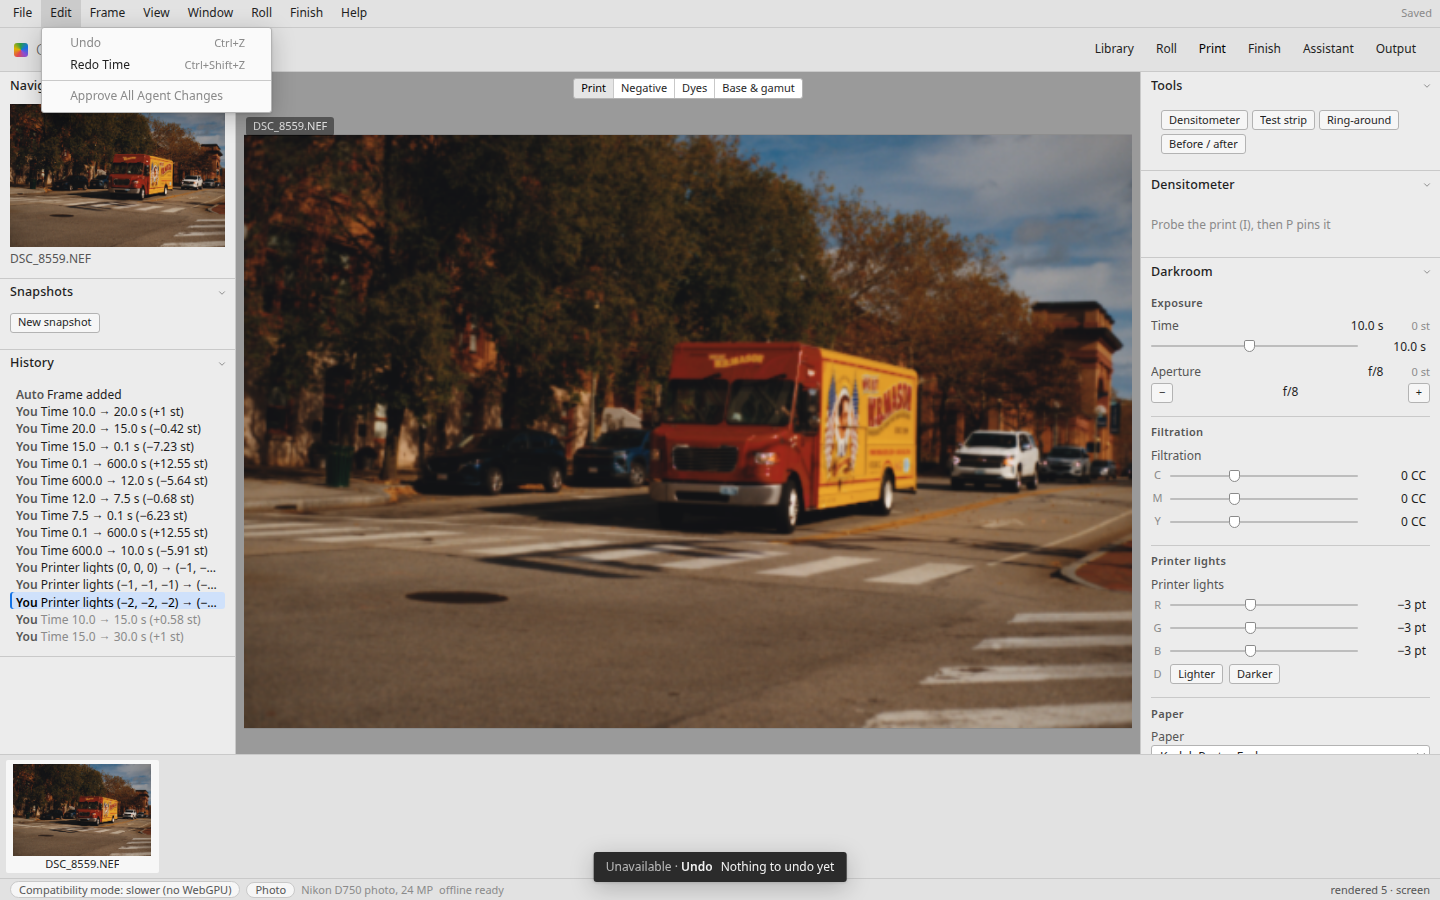 File Edit Frame View Window Roll Finish Help Saved
Undo Ctrl+Z
Redo Time Ctrl+Shift+Z
Approve All Agent Changes
Library Roll Print Finish Assistant Output
Print Negative Dyes Base & gamut
DSC_8559.NEF
DSC_8559.NEF
Snapshots
New snapshot
History
Auto Frame added
You Time 10.0 → 20.0 s (+1 st)
You Time 20.0 → 15.0 s (−0.42 st)
You Time 15.0 → 0.1 s (−7.23 st)
You Time 0.1 → 600.0 s (+12.55 st)
You Time 600.0 → 12.0 s (−5.64 st)
You Time 12.0 → 7.5 s (−0.68 st)
You Time 7.5 → 0.1 s (−6.23 st)
You Time 0.1 → 600.0 s (+12.55 st)
You Time 600.0 → 10.0 s (−5.91 st)
You Printer lights (0, 0, 0) → (−1, −...
You Printer lights (−1, −1, −1) → (−...
You Printer lights (−2, −2, −2) → (−...
You Time 10.0 → 15.0 s (+0.58 st)
You Time 15.0 → 30.0 s (+1 st)
Tools
Densitometer Test strip Ring-around
Before / after
Densitometer
Probe the print (I), then P pins it
Darkroom
Exposure
Time 10.0 s 0 st
10.0 s
Aperture f/8 0 st
− f/8 +
Filtration
Filtration
C 0 CC
M 0 CC
Y 0 CC
Printer lights
Printer lights
R −3 pt
G −3 pt
B −3 pt
D Lighter Darker
Paper
Paper
DSC_8559.NEF
Unavailable · Undo Nothing to undo yet
Compatibility mode: slower (no WebGPU) Photo Nikon D750 photo, 24 MP offline ready rendered 5 · screen